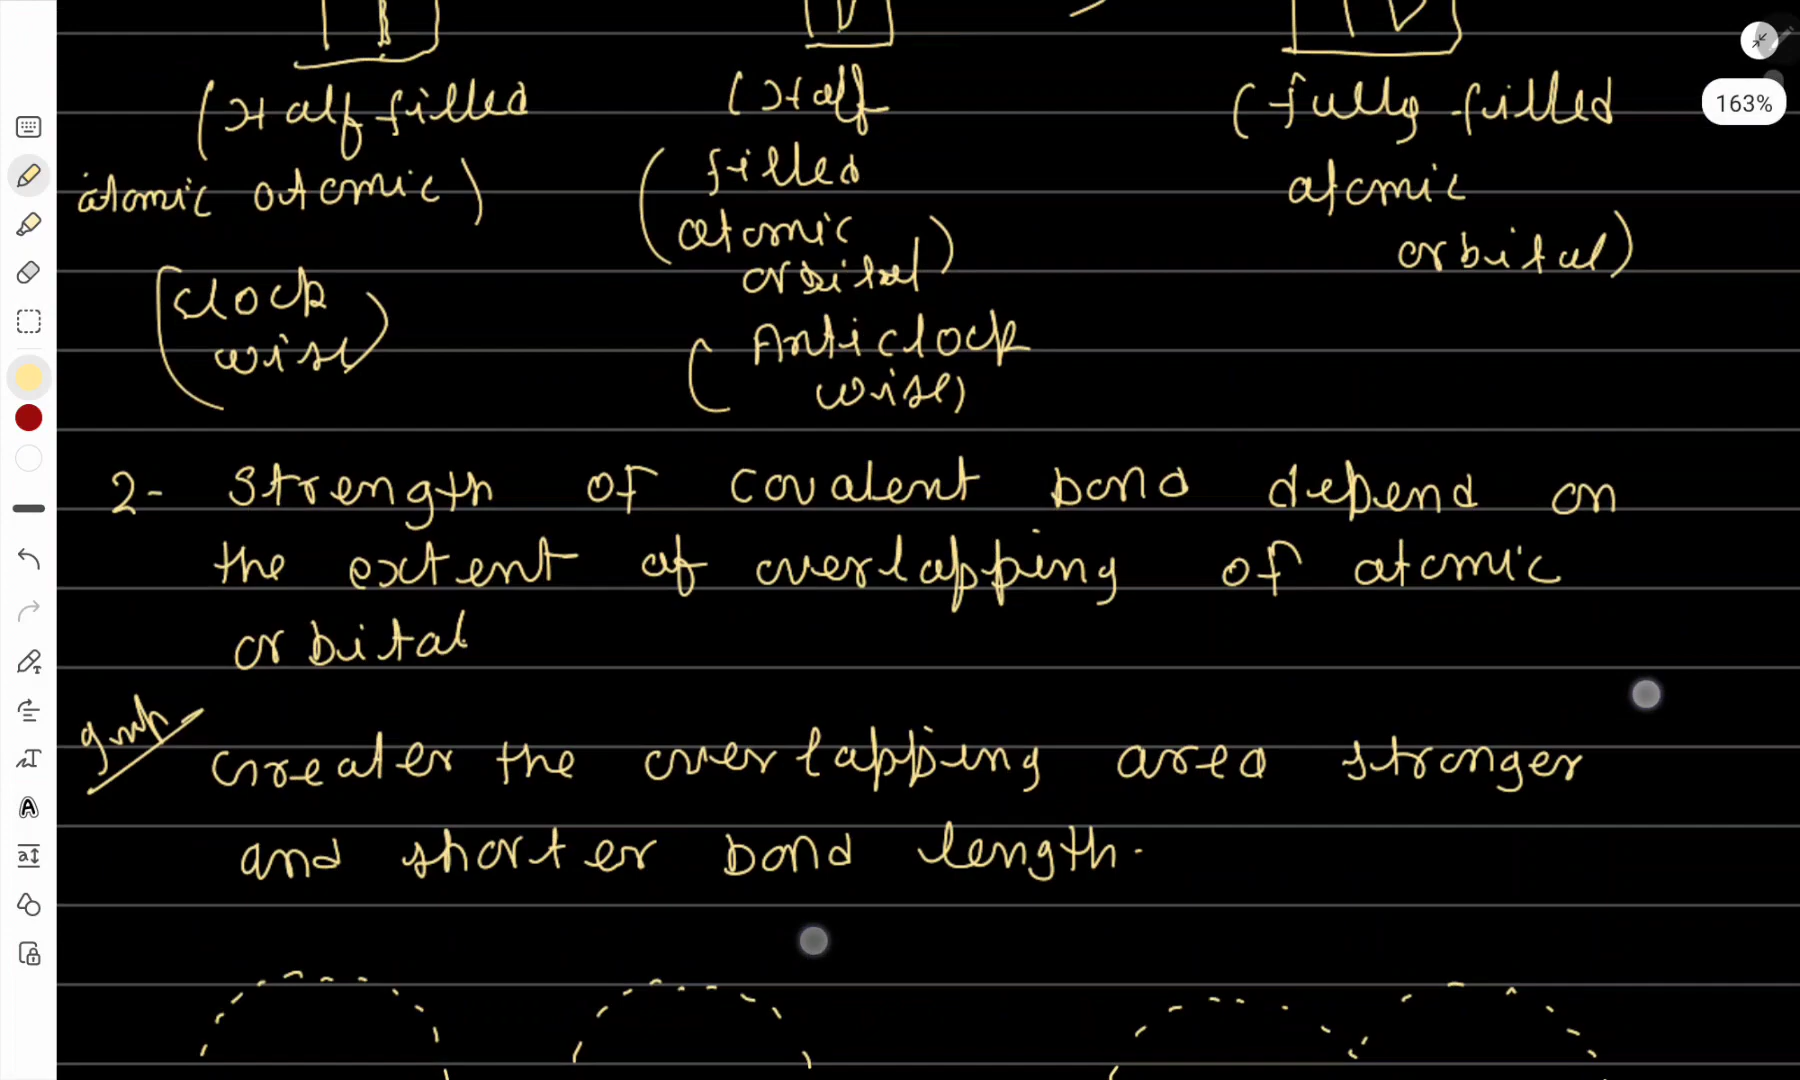 (Half filled
atomic otomic)
(clock
wise)
(Half
(filled
atomic
orbital)
(Anticlock
wise)
(fully filled
atomic
orbital)
163%
2- Strength of covalent bond depend on
the extent of overlapping of atomic
orbital
Greater the overlapping area stronger
and shorter bond length.